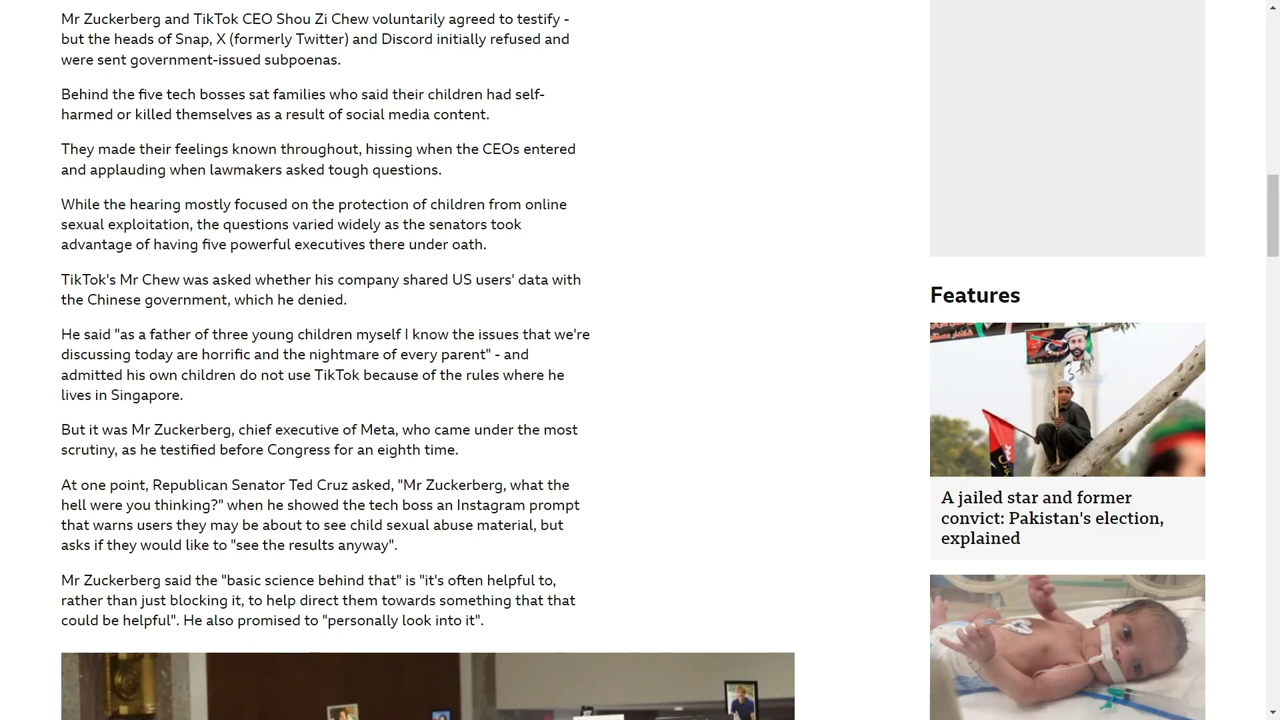 Mr Zuckerberg and TikTok CEO Shou Zi Chew voluntarily agreed to testify -
but the heads of Snap, X (formerly Twitter) and Discord initially refused and
were sent government-issued subpoenas.
Behind the five tech bosses sat families who said their children had self-
harmed or killed themselves as a result of social media content.
They made their feelings known throughout, hissing when the CEOs entered
and applauding when lawmakers asked tough questions.
While the hearing mostly focused on the protection of children from online
sexual exploitation, the questions varied widely as the senators took
advantage of having five powerful executives there under oath.
TikTok's Mr Chew was asked whether his company shared US users' data with
the Chinese government, which he denied.
He said "as a father of three young children myself I know the issues that we're
discussing today are horrific and the nightmare of every parent" - and
admitted his own children do not use TikTok because of the rules where he
lives in Singapore.
But it was Mr Zuckerberg, chief executive of Meta, who came under the most
scrutiny, as he testified before Congress for an eighth time.
At one point, Republican Senator Ted Cruz asked, "Mr Zuckerberg, what the
hell were you thinking?" when he showed the tech boss an Instagram prompt
that warns users they may be about to see child sexual abuse material, but
asks if they would like to "see the results anyway".
Mr Zuckerberg said the "basic science behind that" is "it's often helpful to,
rather than just blocking it, to help direct them towards something that that
could be helpful". He also promised to "personally look into it".
Features
A jailed star and former
convict: Pakistan's election,
explained